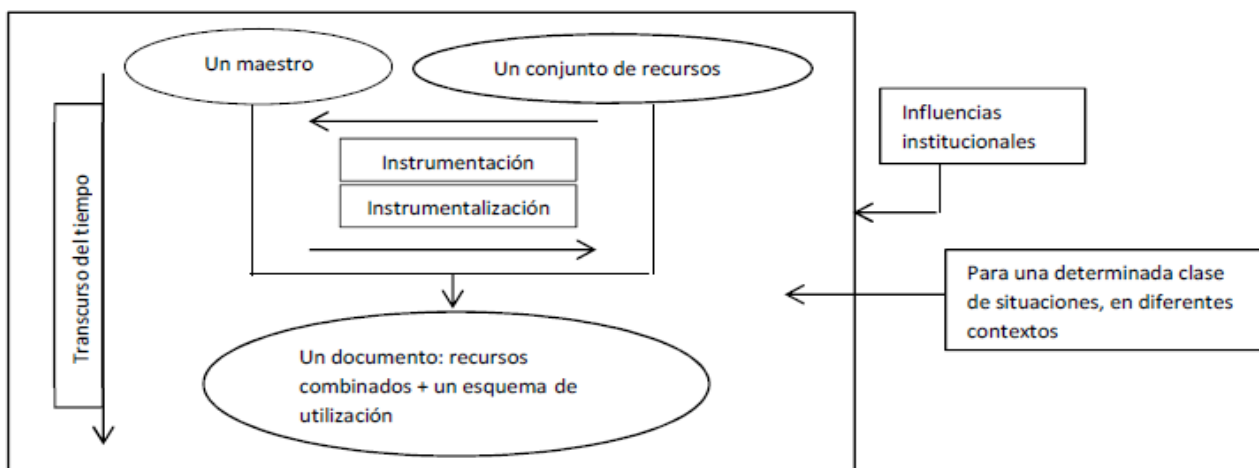 Un maestro
Un conjunto de recursos
Influencias
institucionales
Instrumentación
Instrumentalización
Transcurso del tiempo
Para una determinada clase
de situaciones, en diferentes
contextos
Un documento: recursos
combinados + un esquema de
utilización